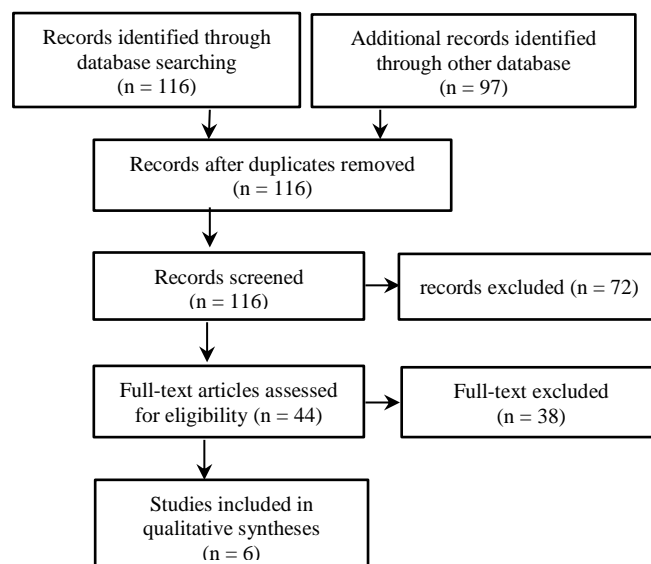 Records identified through
database searching
(n = 116)
Additional records identified
through other database
(n = 97)
Records after duplicates removed
(n = 116)
Records screened
(n = 116)
records excluded (n = 72)
Full-text articles assessed
for eligibility (n = 44)
Full-text excluded
(n = 38)
Studies included in
qualitative syntheses
(n = 6)